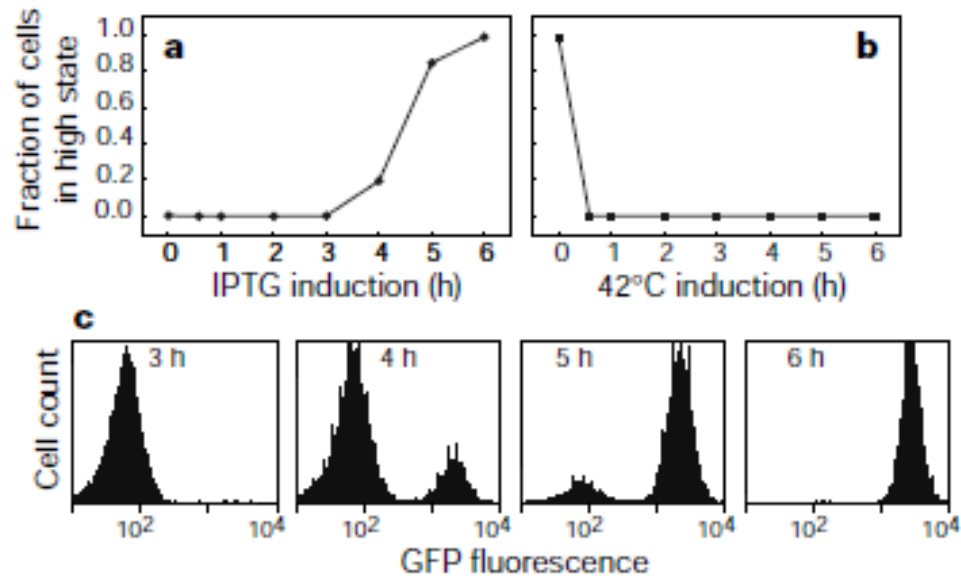 Fraction of cells
in high state
1.0
0.8
0.6
0.4
0.2
0.0
a
0 1 2 3 4 5 6
IPTG induction (h)
b
0 1 2 3 4 5 6
42°C induction (h)
c
Cell count
3 h
4 h
5 h
6 h
10² 10⁴
10² 10⁴
10² 10⁴
10² 10⁴
GFP fluorescence